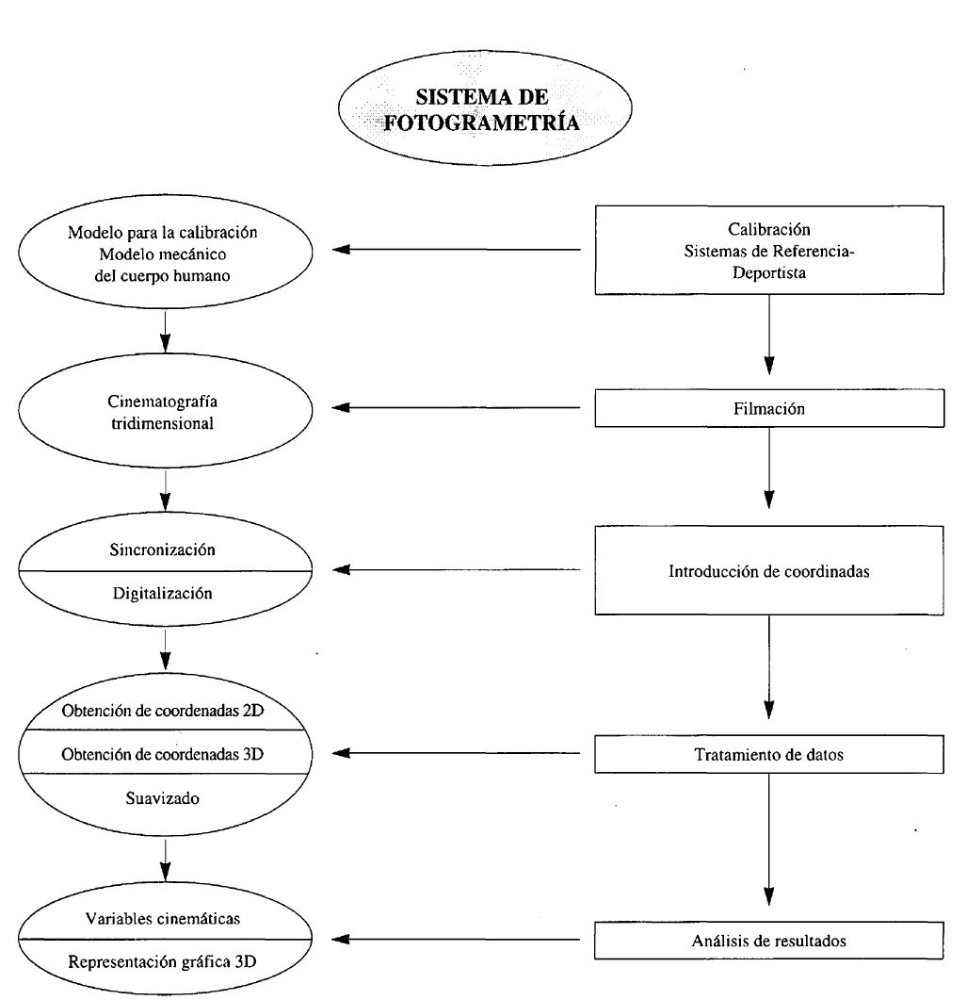 SISTEMA DE
FOTOGRAMETRÍA
Modelo para la calibración
Modelo mecánico
del cuerpo humano
Calibración
Sistemas de Referencia-
Deportista
Cinematografía
tridimensional
Filmación
Sincronización
Digitalización
Introducción de coordinadas
Obtención de coordenadas 2D
Obtención de coordenadas 3D
Suavizado
Tratamiento de datos
Variables cinemáticas
Representación gráfica 3D
Análisis de resultados